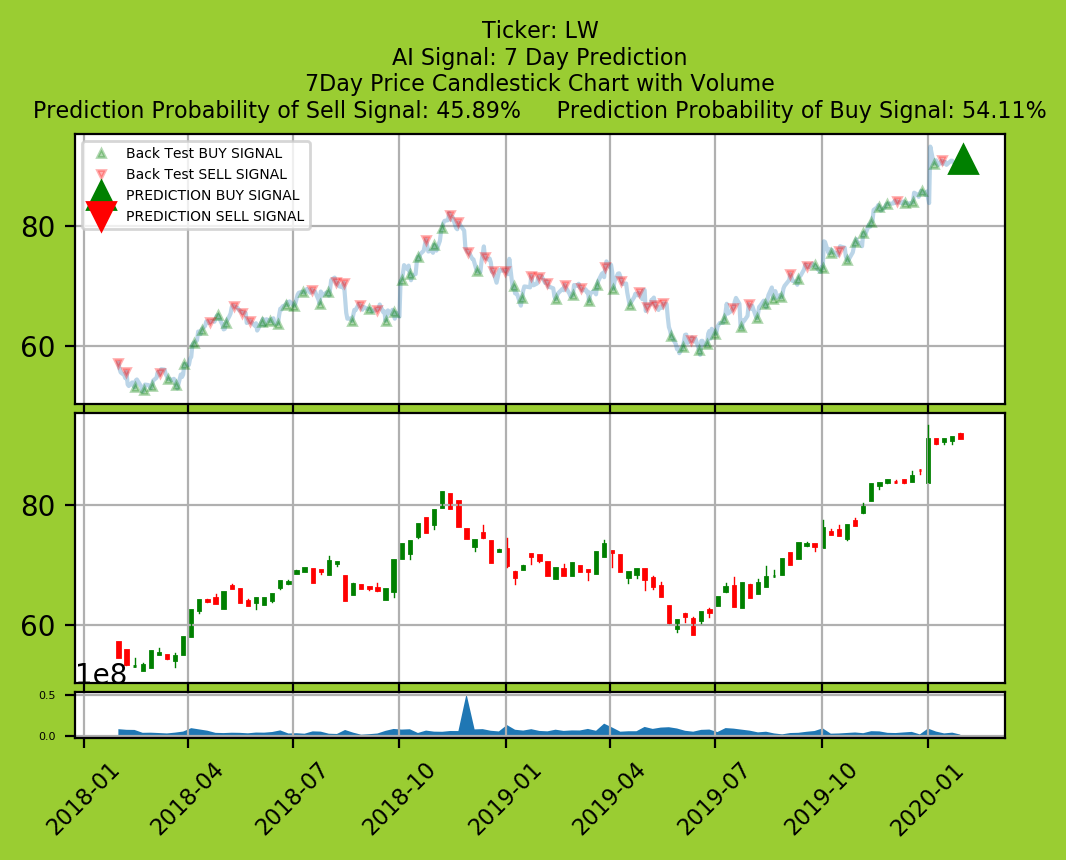 Ticker: LW
AI Signal: 7 Day Prediction
7Day Price Candlestick Chart with Volume
Prediction Probability of Sell Signal: 45.89% Prediction Probability of Buy Signal: 54.11%
Back Test BUY SIGNAL
Back Test SELL SIGNAL
PREDICTION BUY SIGNAL
PREDICTION SELL SIGNAL
80
60
80
60
1e8
0.5
0.0
2018-01
2018-04
2018-07
2018-10
2019-01
2019-04
2019-07
2019-10
2020-01